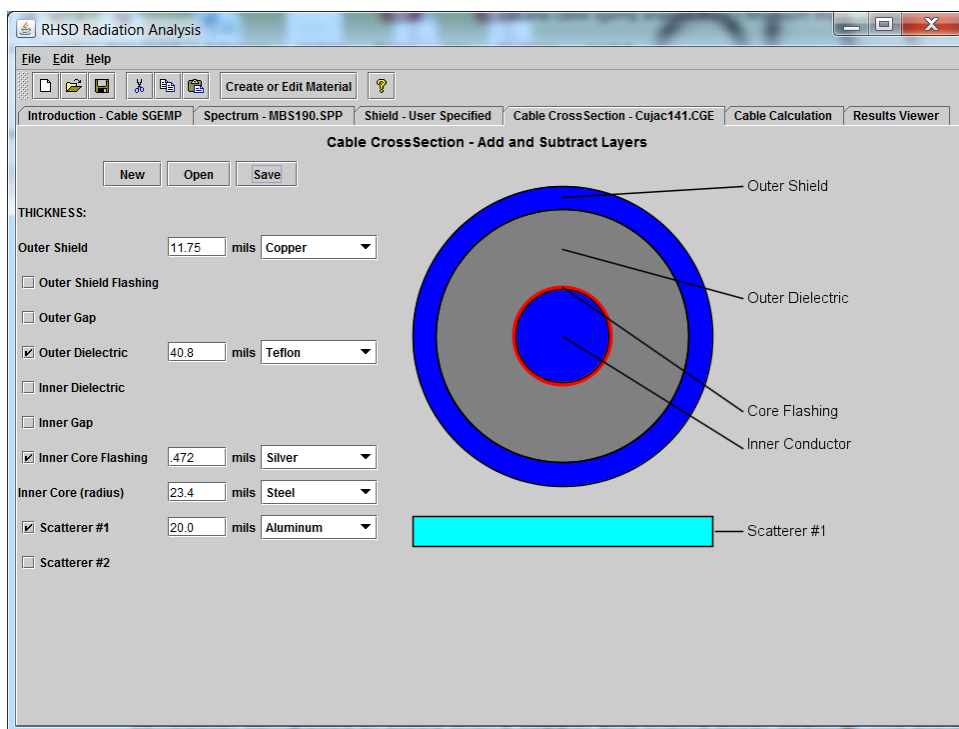 RHSD Radiation Analysis
File Edit Help
Create or Edit Material
Introduction - Cable SGEMP Spectrum - MBS190.SPP Shield - User Specified Cable CrossSection - Cujac141.CGE Cable Calculation Results Viewer
Cable CrossSection - Add and Subtract Layers
New Open Save
Outer Shield
THICKNESS:
Outer Shield 11.75 mils Copper
Outer Shield Flashing
Outer Dielectric
Outer Gap
Outer Dielectric 40.8 mils Teflon
Inner Dielectric
Core Flashing
Inner Gap
Inner Conductor
Inner Core Flashing .472 mils Silver
Inner Core (radius) 23.4 mils Steel
Scatterer #1 20.0 mils Aluminum
Scatterer #1
Scatterer #2